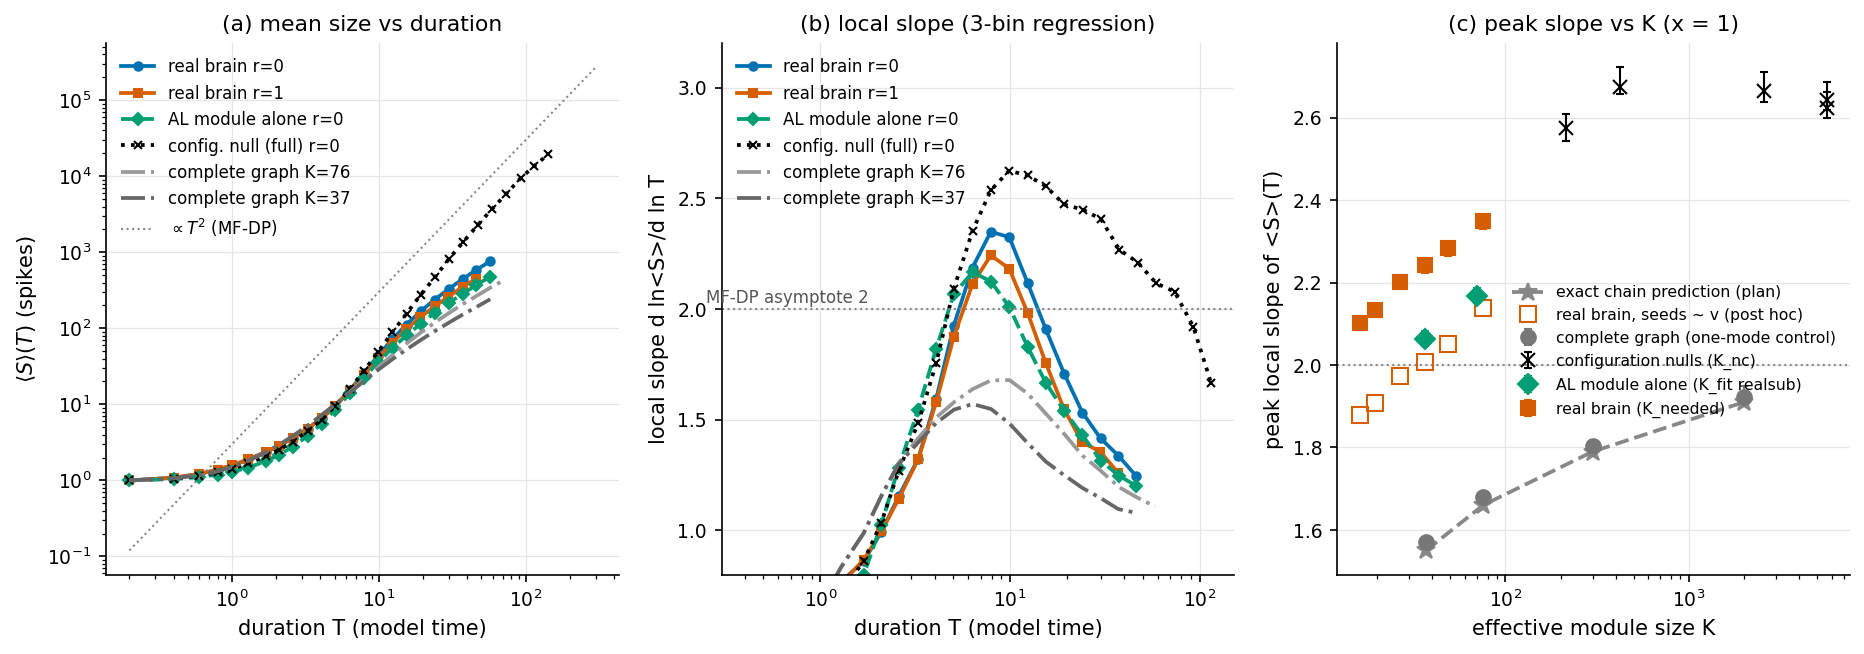 (a) mean size vs duration
real brain r=0
real brain r=1
AL module alone r=0
config. null (full) r=0
complete graph K=76
complete graph K=37
∝ T² (MF-DP)
⟨S⟩(T) (spikes)
10⁵
10⁴
10³
10²
10¹
10⁰
10⁻¹
10⁰
10¹
10²
duration T (model time)
(b) local slope (3-bin regression)
real brain r=0
real brain r=1
AL module alone r=0
config. null (full) r=0
complete graph K=76
complete graph K=37
MF-DP asymptote 2
local slope d ln<S>/d ln T
3.0
2.5
2.0
1.5
1.0
10⁰
10¹
10²
duration T (model time)
(c) peak slope vs K (x = 1)
exact chain prediction (plan)
real brain, seeds ~ v (post hoc)
complete graph (one-mode control)
configuration nulls (K_nc)
AL module alone (K_fit realsub)
real brain (K_needed)
peak local slope of <S>(T)
2.6
2.4
2.2
2.0
1.8
1.6
10²
10³
effective module size K